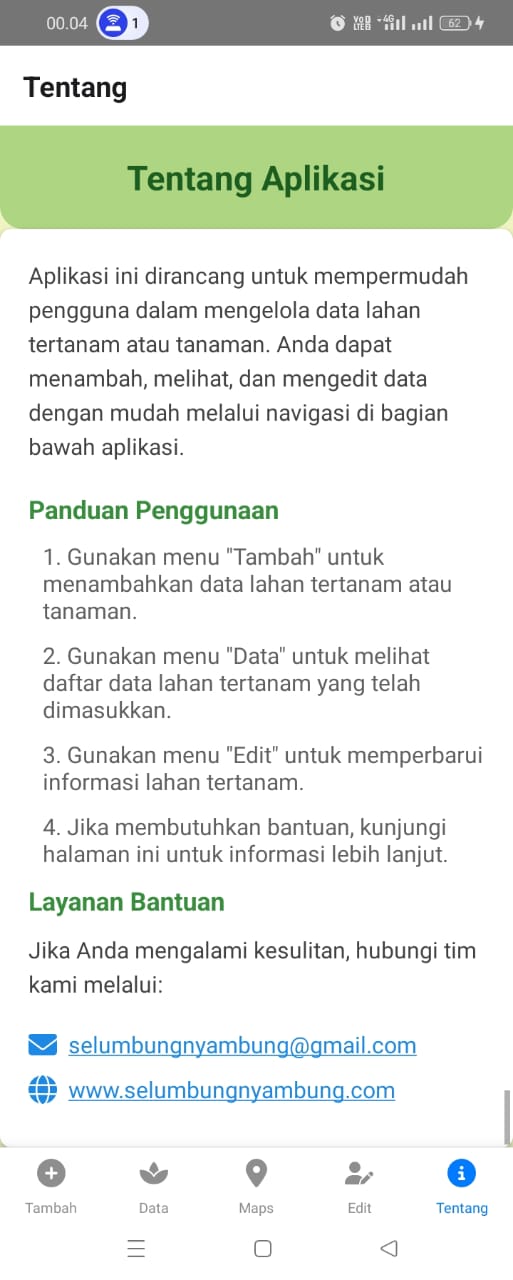 00.04 1 Vo LTE 4G 62
Tentang
Tentang Aplikasi
Aplikasi ini dirancang untuk mempermudah
pengguna dalam mengelola data lahan
tertanam atau tanaman. Anda dapat
menambah, melihat, dan mengedit data
dengan mudah melalui navigasi di bagian
bawah aplikasi.
Panduan Penggunaan
1. Gunakan menu "Tambah" untuk
menambahkan data lahan tertanam atau
tanaman.
2. Gunakan menu "Data" untuk melihat
daftar data lahan tertanam yang telah
dimasukkan.
3. Gunakan menu "Edit" untuk memperbarui
informasi lahan tertanam.
4. Jika membutuhkan bantuan, kunjungi
halaman ini untuk informasi lebih lanjut.
Layanan Bantuan
Jika Anda mengalami kesulitan, hubungi tim
kami melalui:
selumbungnyambung@gmail.com
www.selumbungnyambung.com
Tambah Data Maps Edit Tentang